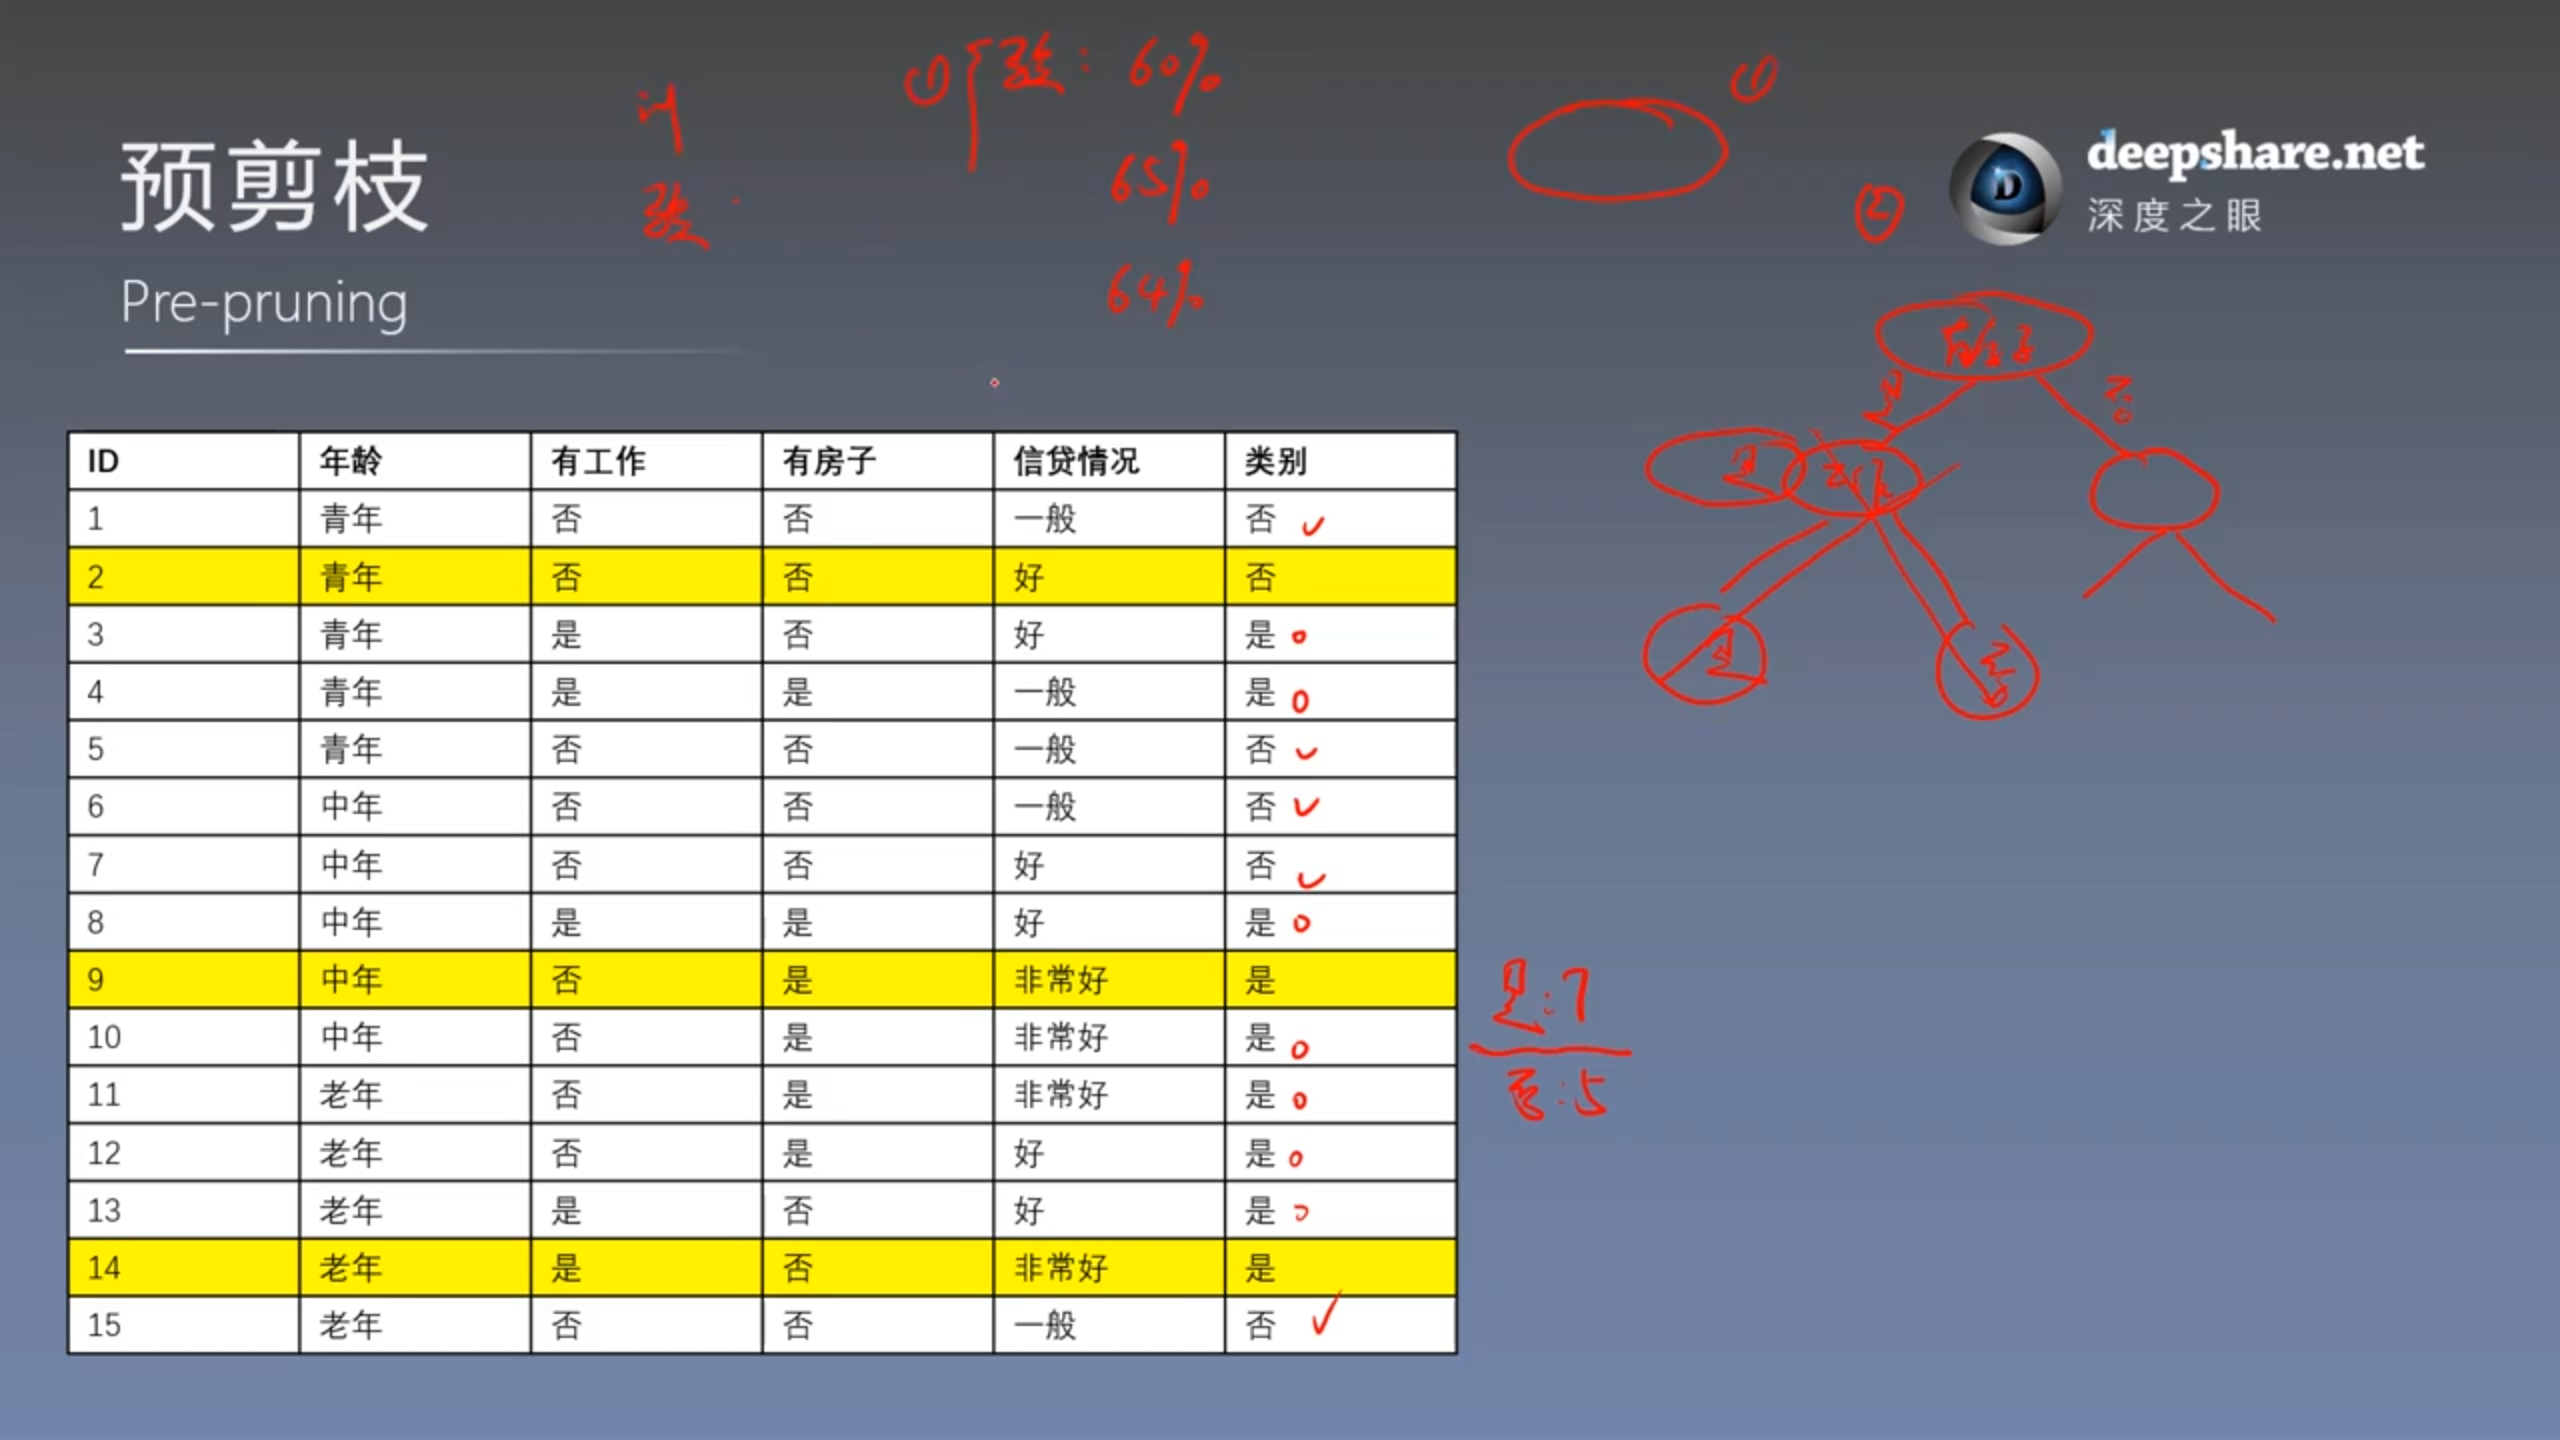 ① 验：60%
①
训
deepshare.net
预剪枝
65%
验
深度之眼
②
Pre-pruning
64%
有房子
是
否
是
ID 年龄 有工作 有房子 信贷情况 类别
1 青年 否 否 一般 否
2 青年 否 否 好 否
3 青年 是 否 好 是
是
否
4 青年 是 是 一般 是
5 青年 否 否 一般 否
6 中年 否 否 一般 否
7 中年 否 否 好 否
8 中年 是 是 好 是
9 中年 否 是 非常好 是
是：7
10 中年 否 是 非常好 是
11 老年 否 是 非常好 是
否：5
12 老年 否 是 好 是
13 老年 是 否 好 是
14 老年 是 否 非常好 是
15 老年 否 否 一般 否